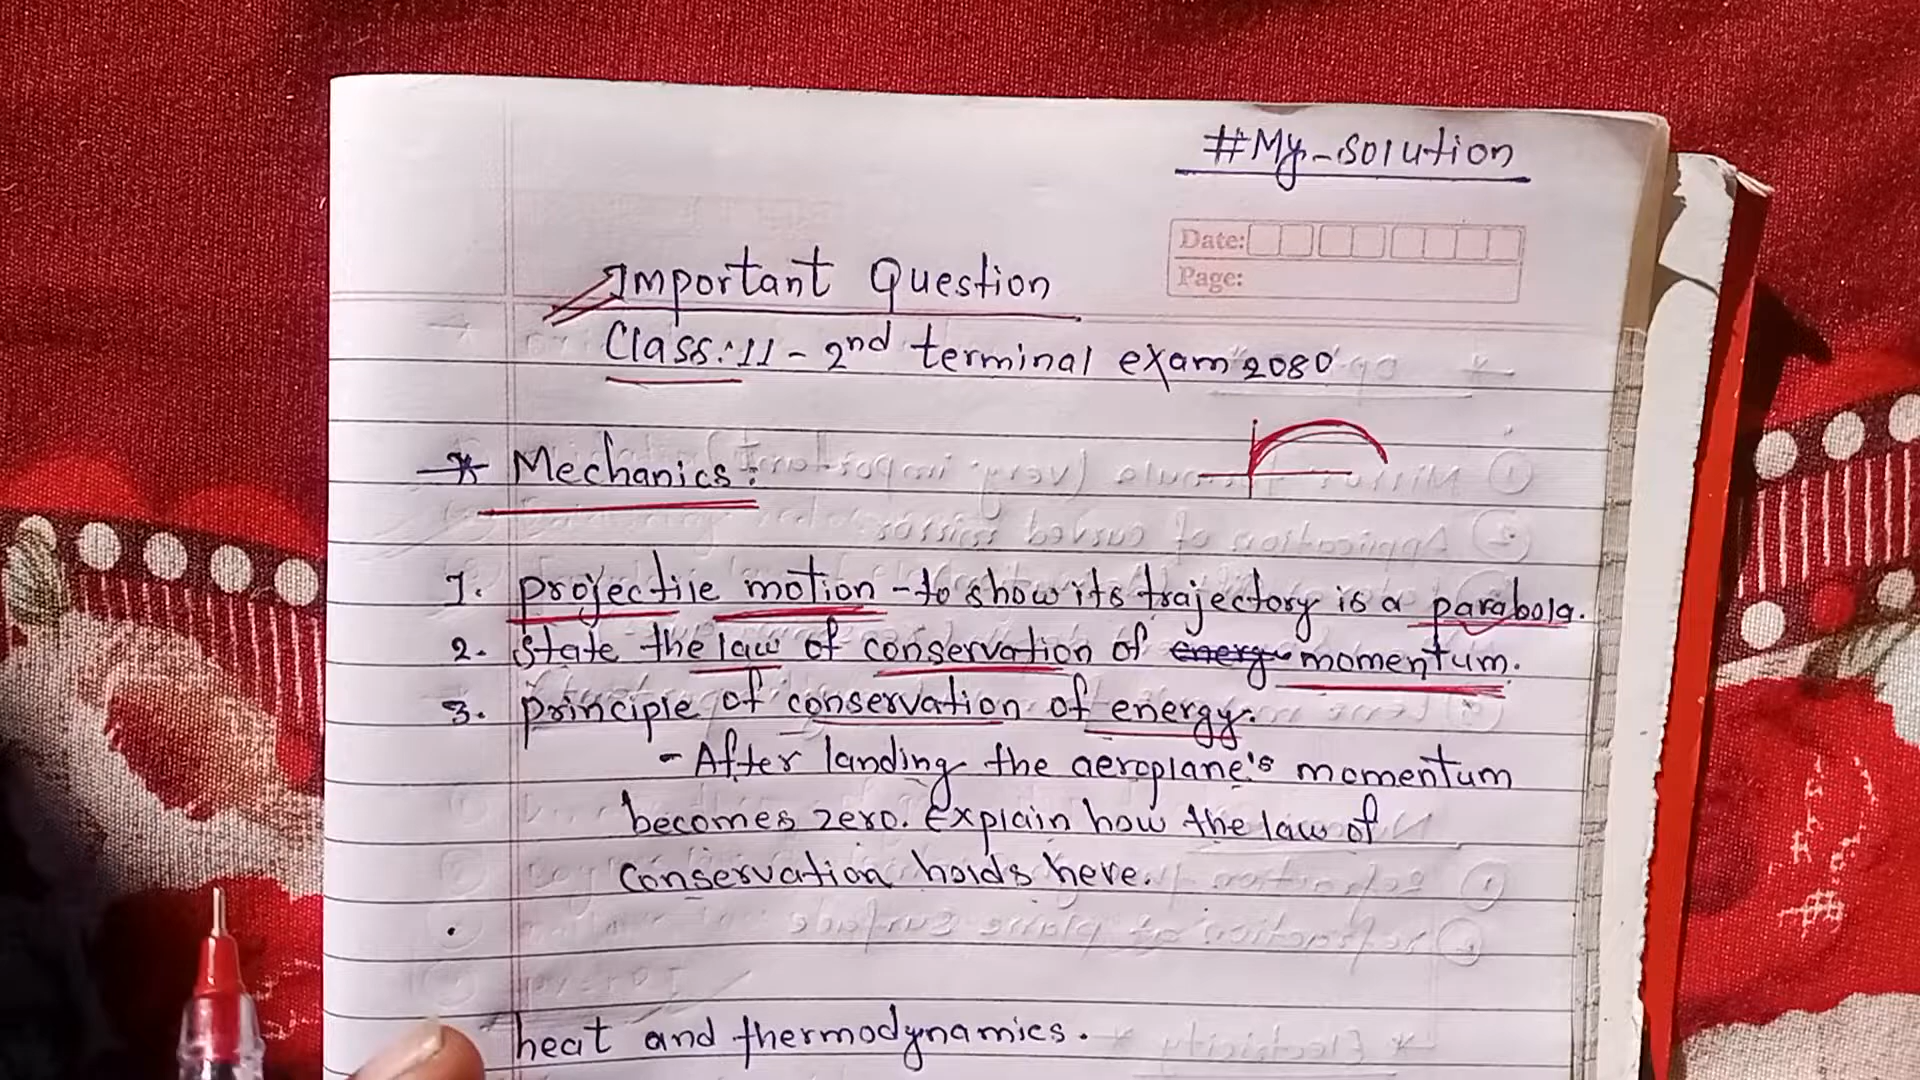 #My-solution
Date:
Page:
Important Question
Class:11 - 2nd terminal exam 2080
* Mechanics:
1. projectile motion - to show its trajectory is a parabola.
2. state the law of conservation of energy momentum.
3. principle of conservation of energy.
- After landing the aeroplane's momentum
becomes zero. explain how the law of
conservation holds here.
heat and thermodynamics.